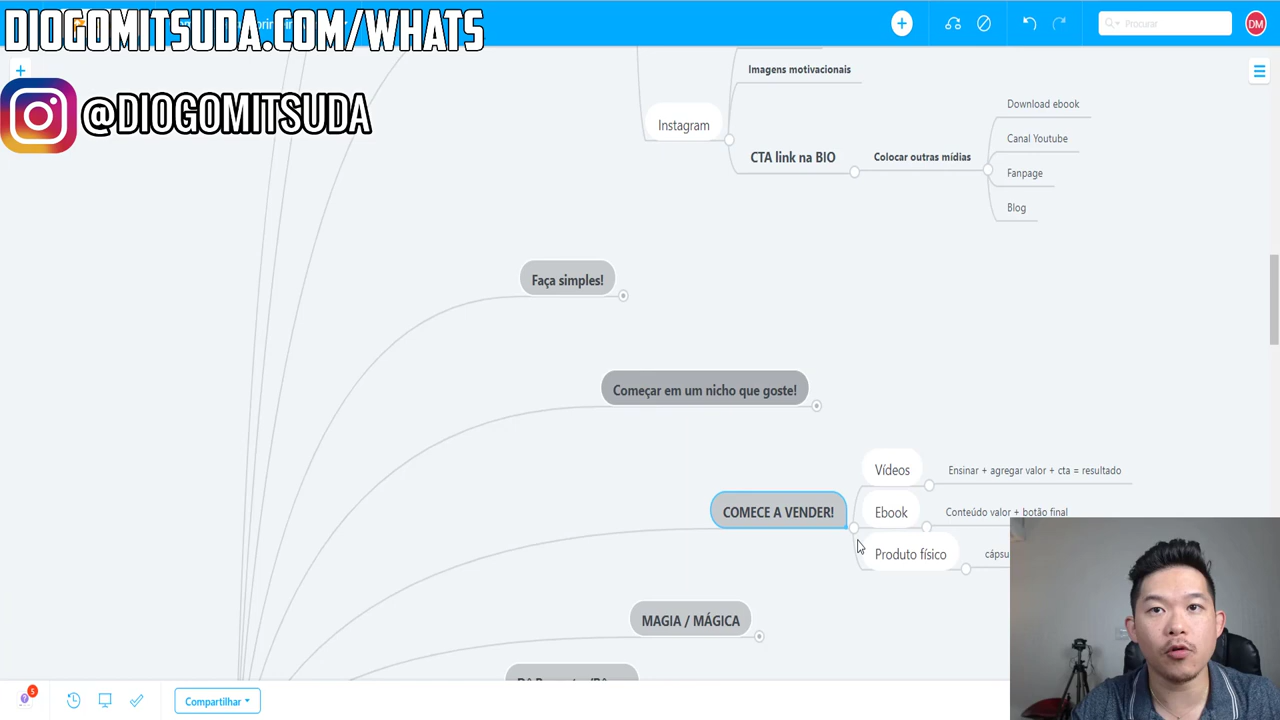 DIOGOMITSUDA.COM/WHATS
Procurar
DM
@DIOGOMITSUDA
Imagens motivacionais
Instagram
CTA link na BIO
Colocar outras mídias
Download ebook
Canal Youtube
Fanpage
Blog
Faça simples!
Começar em um nicho que goste!
COMECE A VENDER!
Vídeos
Ensinar + agregar valor + cta = resultado
Ebook
Conteúdo valor + botão final
Produto físico
MAGIA / MÁGICA
5
Compartilhar